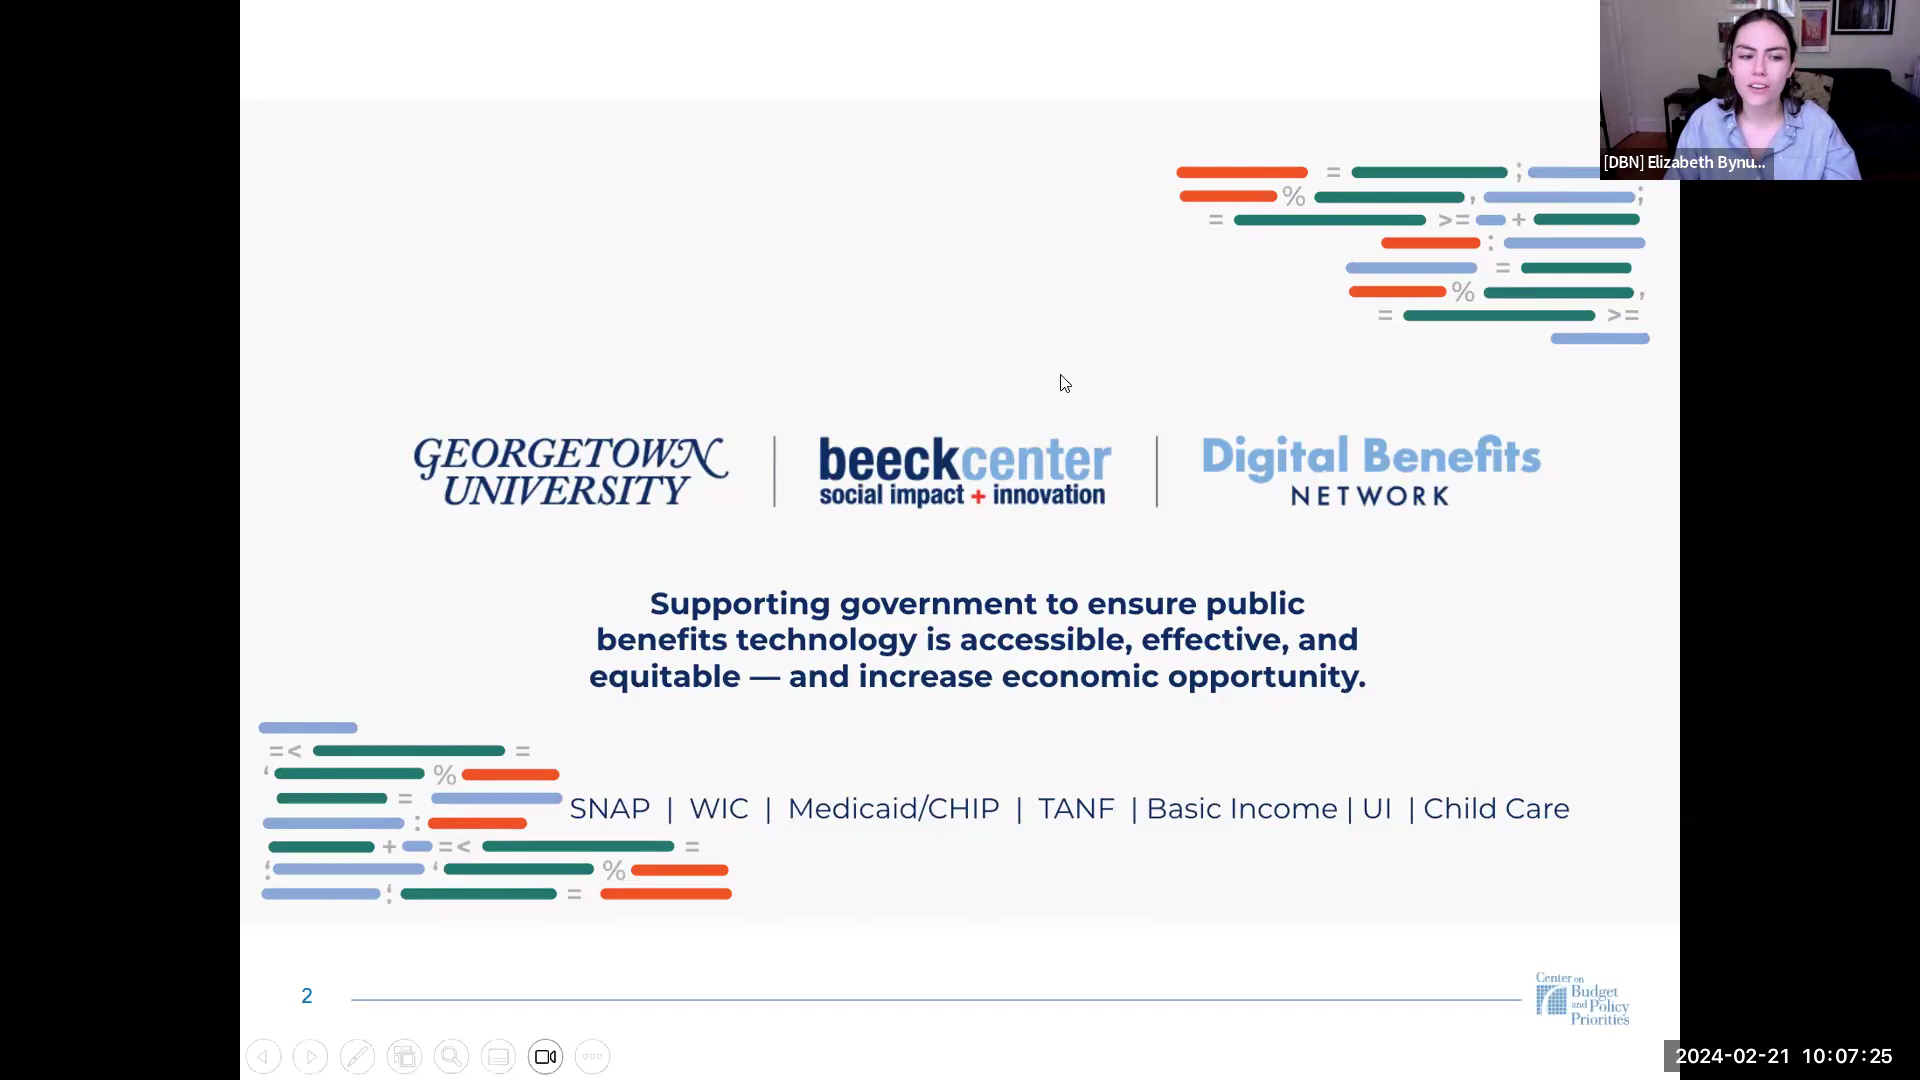 [DBN] Elizabeth Bynu...
GEORGETOWN
UNIVERSITY
beeckcenter
social impact + innovation
Digital Benefits
NETWORK
Supporting government to ensure public
benefits technology is accessible, effective, and
equitable — and increase economic opportunity.
SNAP | WIC | Medicaid/CHIP | TANF | Basic Income | UI | Child Care
2
Center on
Budget
and Policy
Priorities
2024-02-21 10:07:25